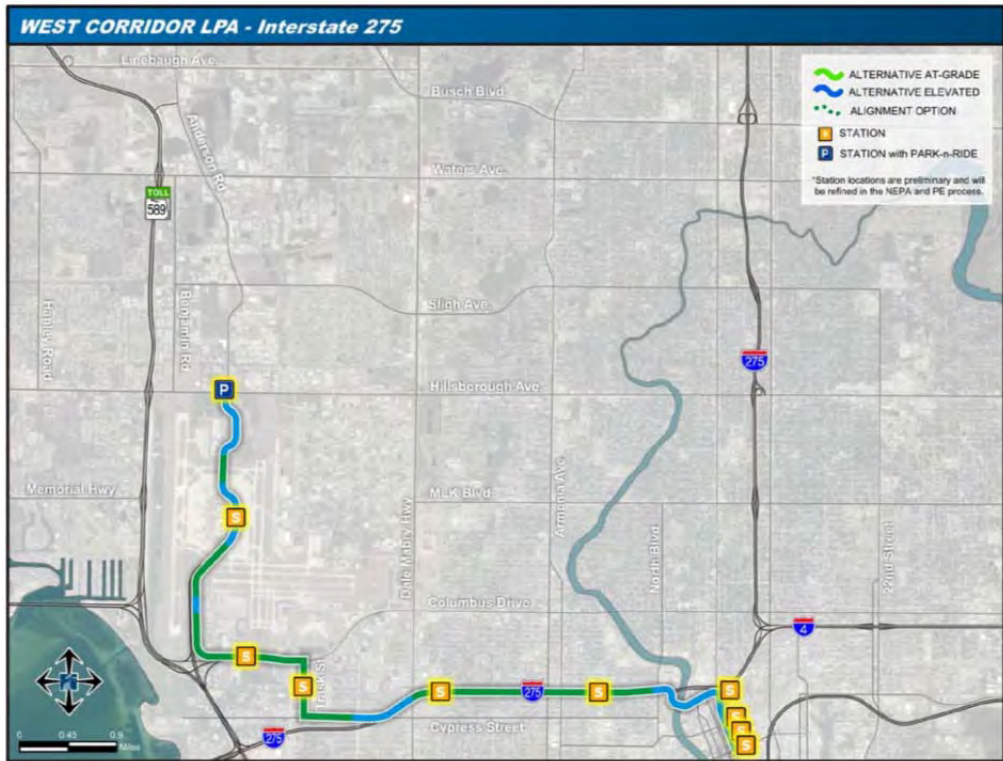 WEST CORRIDOR LPA - Interstate 275
Linebaugh Ave.
Busch Blvd
ALTERNATIVE AT-GRADE
ALTERNATIVE ELEVATED
ALIGNMENT OPTION
S STATION
P STATION with PARK-n-RIDE
*Station locations are preliminary and will
be refined in the NEPA and PE process.
Anderson Rd
Waters Ave.
TOLL
589
Hanley Road
Benjamin Rd
Sligh Ave.
275
P
Hillsborough Ave.
Memorial Hwy
MLK Blvd
S
Dale Mabry Hwy
Armenia Ave.
North Blvd.
22nd Street
Columbus Drive
4
S
S
Trask St
S
275
S
S
Cypress Street
275
S
S
S
0 0.45 0.9
Miles